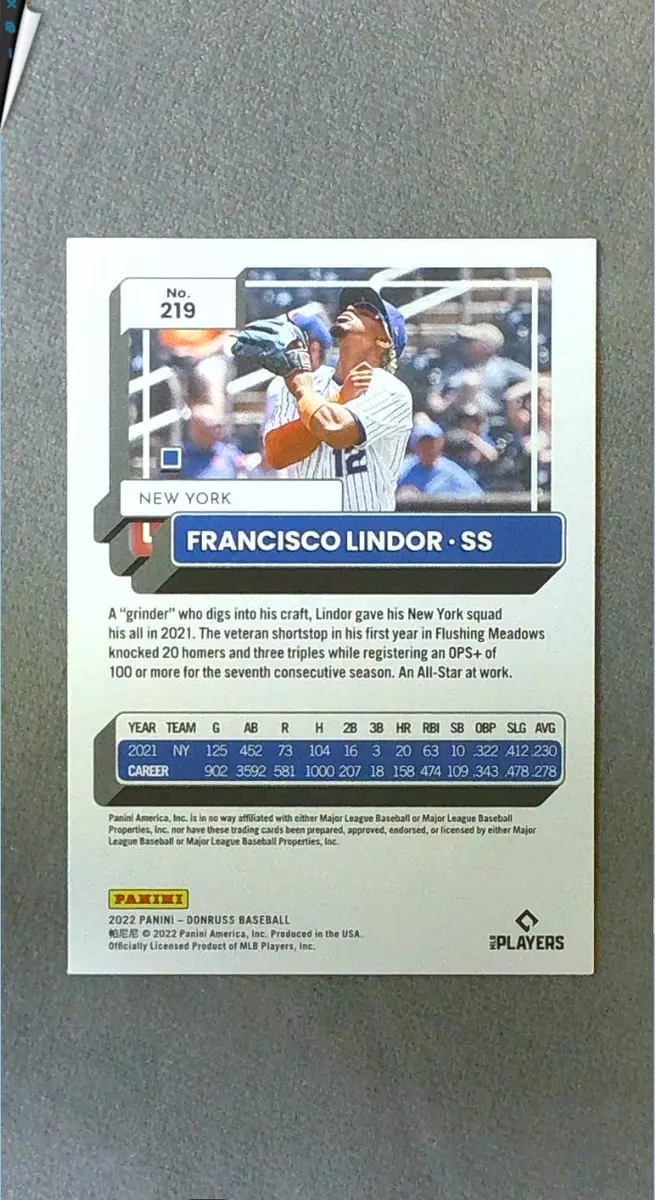 No.
219
12
NEW YORK
FRANCISCO LINDOR · SS
A “grinder” who digs into his craft, Lindor gave his New York squad
his all in 2021. The veteran shortstop in his first year in Flushing Meadows
knocked 20 homers and three triples while registering an OPS+ of
100 or more for the seventh consecutive season. An All-Star at work.
YEAR TEAM G AB R H 2B 3B HR RBI SB OBP SLG AVG
2021 NY 125 452 73 104 16 3 20 63 10 .322 .412 .230
CAREER 902 3592 581 1000 207 18 158 474 109 .343 .478 .278
Panini America, Inc. is in no way affiliated with either Major League Baseball or Major League Baseball
Properties, Inc. nor have these trading cards been prepared, approved, endorsed, or licensed by either Major
League Baseball or Major League Baseball Properties, Inc.
PANINI
2022 PANINI – DONRUSS BASEBALL
帕尼尼 © 2022 Panini America, Inc. Produced in the USA.
Officially Licensed Product of MLB Players, Inc.
MLB PLAYERS